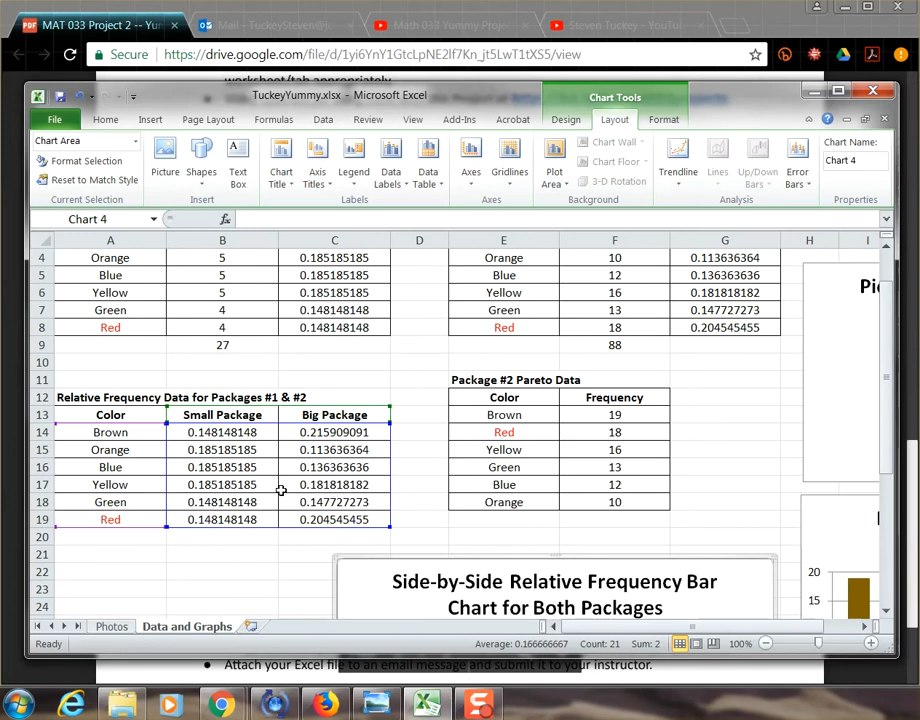 MAT 033 Project 2 -- Yum
Mail - TuckeySteven@
Math 033 Yummy Proje
Steven Tuckey - YouTu
Secure
https://drive.google.com/file/d/1yi6YnY1GtcLpNE2lf7Knj_jt5LwT1tXS5/view
worksheet/tab appropriately.
TuckeyYummy.xlsx - Microsoft Excel
Chart Tools
File
Home
Insert
Page Layout
Formulas
Data
Review
View
Add-Ins
Acrobat
Design
Layout
Format
Chart Area
Format Selection
Reset to Match Style
Current Selection
Picture
Shapes
Text Box
Insert
Chart Title
Axis Titles
Legend
Data Labels
Data Table
Labels
Axes
Gridlines
Axes
Plot Area
Chart Wall
Chart Floor
3-D Rotation
Background
Trendline
Lines
Up/Down Bars
Error Bars
Analysis
Chart Name:
Chart 4
Properties
Chart 4
fx
A B C D E F G H I
4 Orange 5 0.185185185 Orange 10 0.113636364
5 Blue 5 0.185185185 Blue 12 0.136363636
6 Yellow 5 0.185185185 Yellow 16 0.181818182
7 Green 4 0.148148148 Green 13 0.147727273
8 Red 4 0.148148148 Red 18 0.204545455
9 27 88
10
11 Package #2 Pareto Data
12 Relative Frequency Data for Packages #1 & #2 Color Frequency
13 Color Small Package Big Package Brown 19
14 Brown 0.148148148 0.215909091 Red 18
15 Orange 0.185185185 0.113636364 Yellow 16
16 Blue 0.185185185 0.136363636 Green 13
17 Yellow 0.185185185 0.181818182 Blue 12
18 Green 0.148148148 0.147727273 Orange 10
19 Red 0.148148148 0.204545455
20
21
22
23
24
Pie
Side-by-Side Relative Frequency Bar
Chart for Both Packages
20
15
Photos
Data and Graphs
Ready
Average: 0.166666667
Count: 21
Sum: 2
100%
Attach your Excel file to an email message and submit it to your instructor.